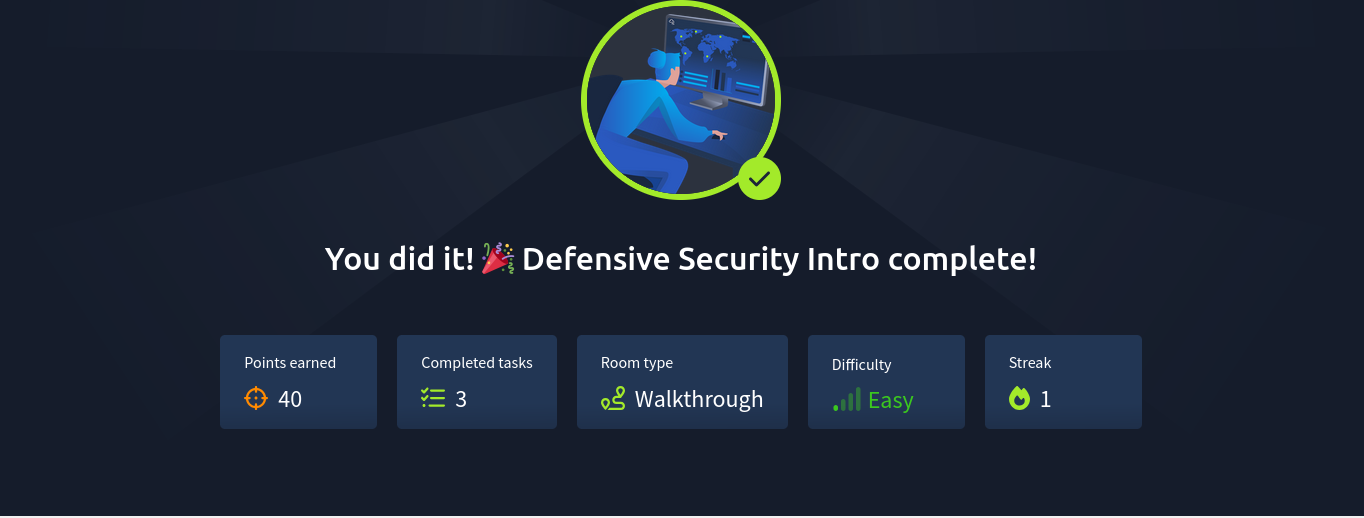 You did it! 🎉 Defensive Security Intro complete!
Points earned
40
Completed tasks
3
Room type
Walkthrough
Difficulty
Easy
Streak
1